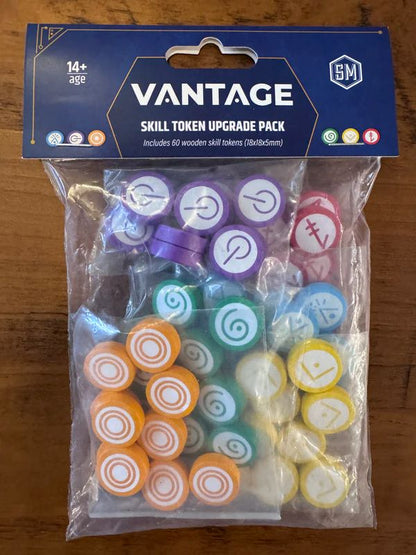 14+
age
SM
VANTAGE
SKILL TOKEN UPGRADE PACK
Includes 60 wooden skill tokens (18x18x5mm)